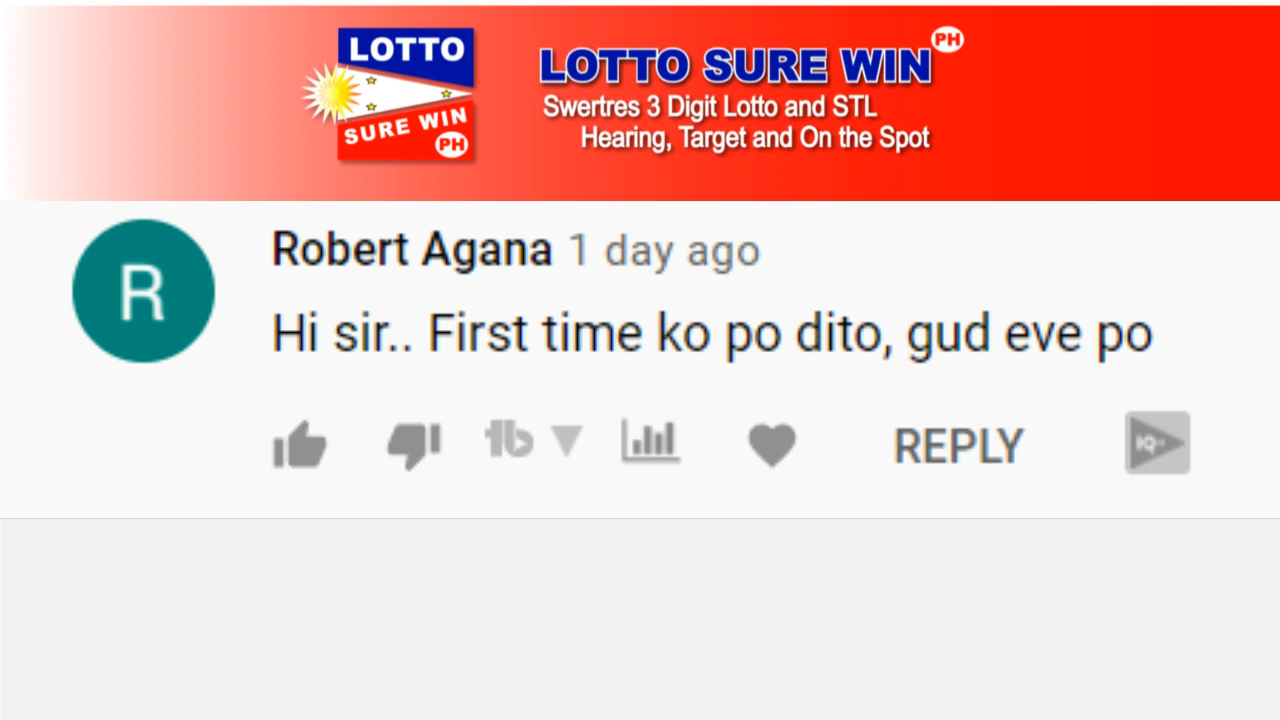 LOTTO
SURE WIN
PH
LOTTO SURE WIN PH
Swertres 3 Digit Lotto and STL
Hearing, Target and On the Spot
R
Robert Agana 1 day ago
Hi sir.. First time ko po dito, gud eve po
REPLY
IQ